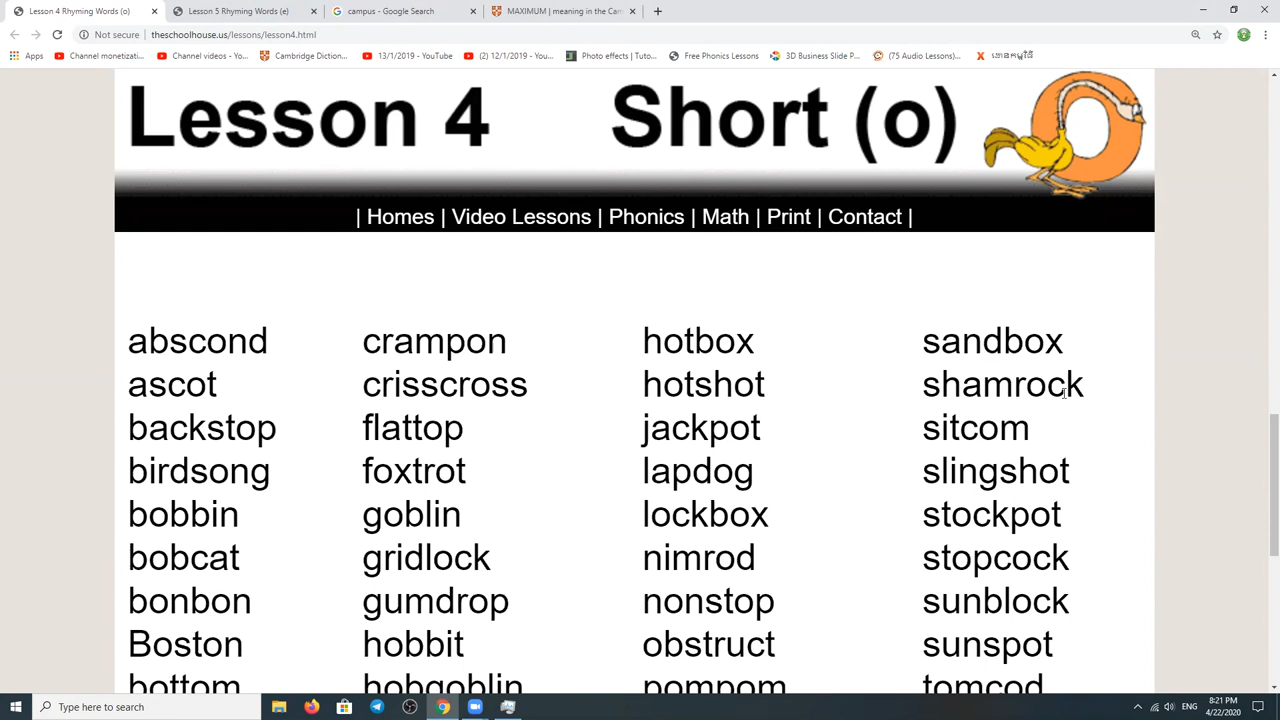 Lesson 4 Rhyming Words (o)
Lesson 5 Rhyming Words (e)
campus - Google Search
MAXIMUM | meaning in the Cam
Not secure | theschoolhouse.us/lessons/lesson4.html
Apps
Channel monetizati...
Channel videos - Yo...
Cambridge Diction...
13/1/2019 - YouTube
(2) 12/1/2019 - YouT...
Photo effects | Tuto...
Free Phonics Lessons
3D Business Slide P...
(75 Audio Lessons)...
Lesson 4 Short (o)
| Homes | Video Lessons | Phonics | Math | Print | Contact |
abscond crampon hotbox sandbox
ascot crisscross hotshot shamrock
backstop flattop jackpot sitcom
birdsong foxtrot lapdog slingshot
bobbin goblin lockbox stockpot
bobcat gridlock nimrod stopcock
bonbon gumdrop nonstop sunblock
Boston hobbit obstruct sunspot
bottom hobgoblin pompom tomcod
Type here to search
ENG
8:21 PM
4/22/2020